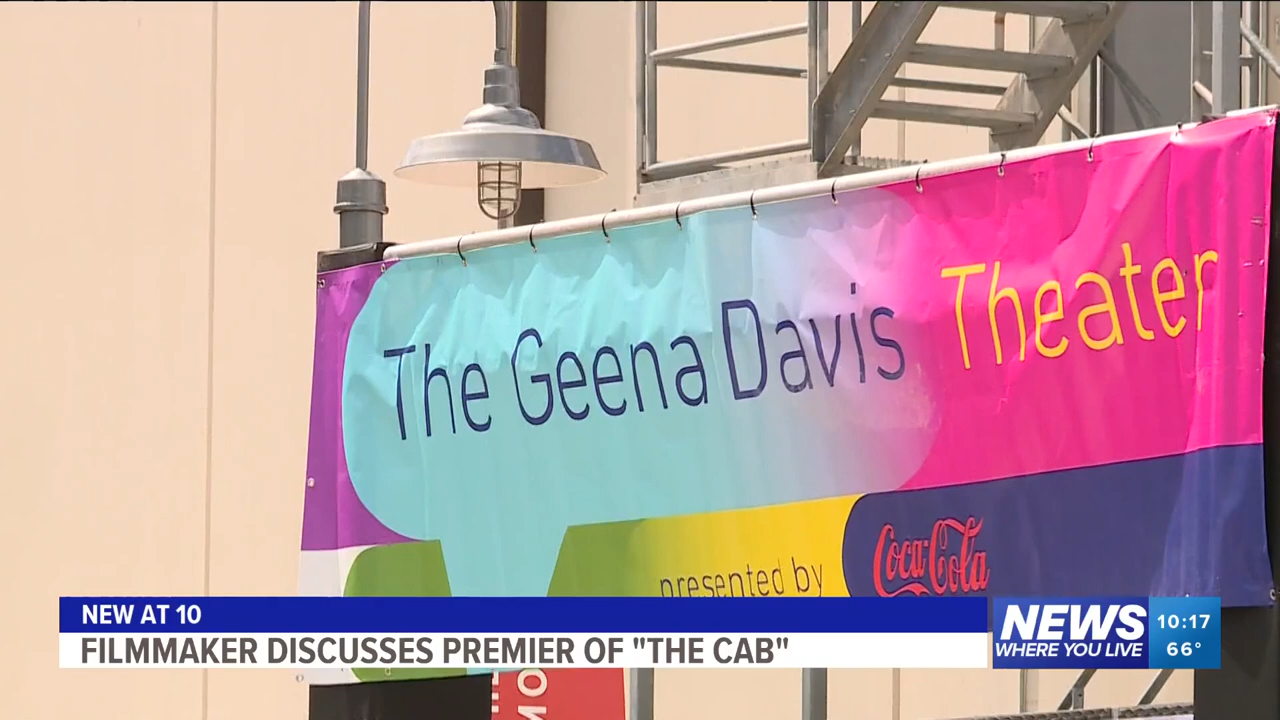 The Geena Davis Theater
presented by Coca-Cola
NEW AT 10
FILMMAKER DISCUSSES PREMIER OF "THE CAB"
NEWS 10:17
WHERE YOU LIVE 66°